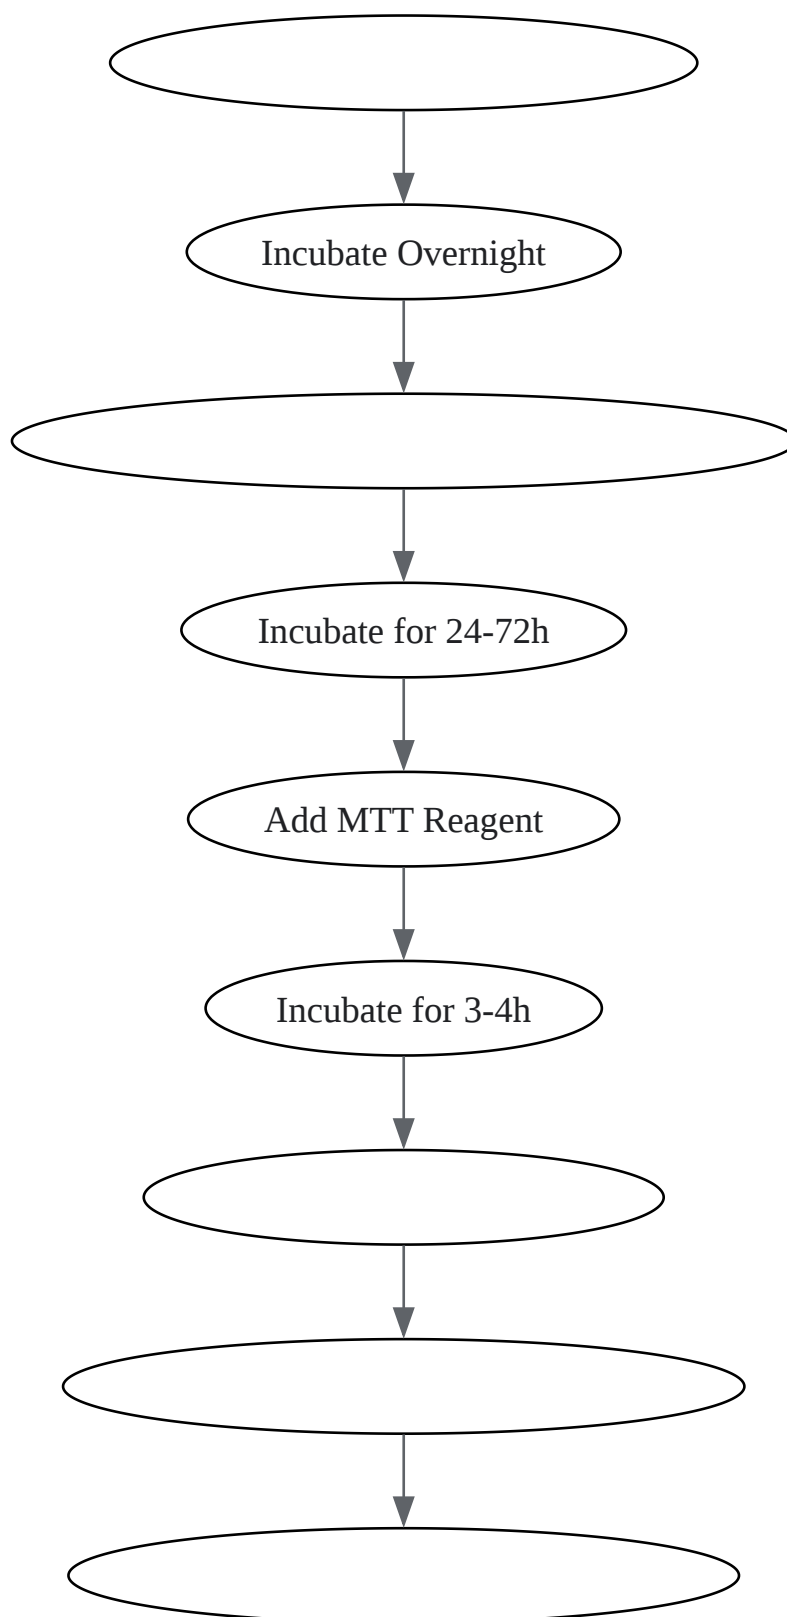 Incubate Overnight
Incubate for 24-72h
Add MTT Reagent
Incubate for 3-4h